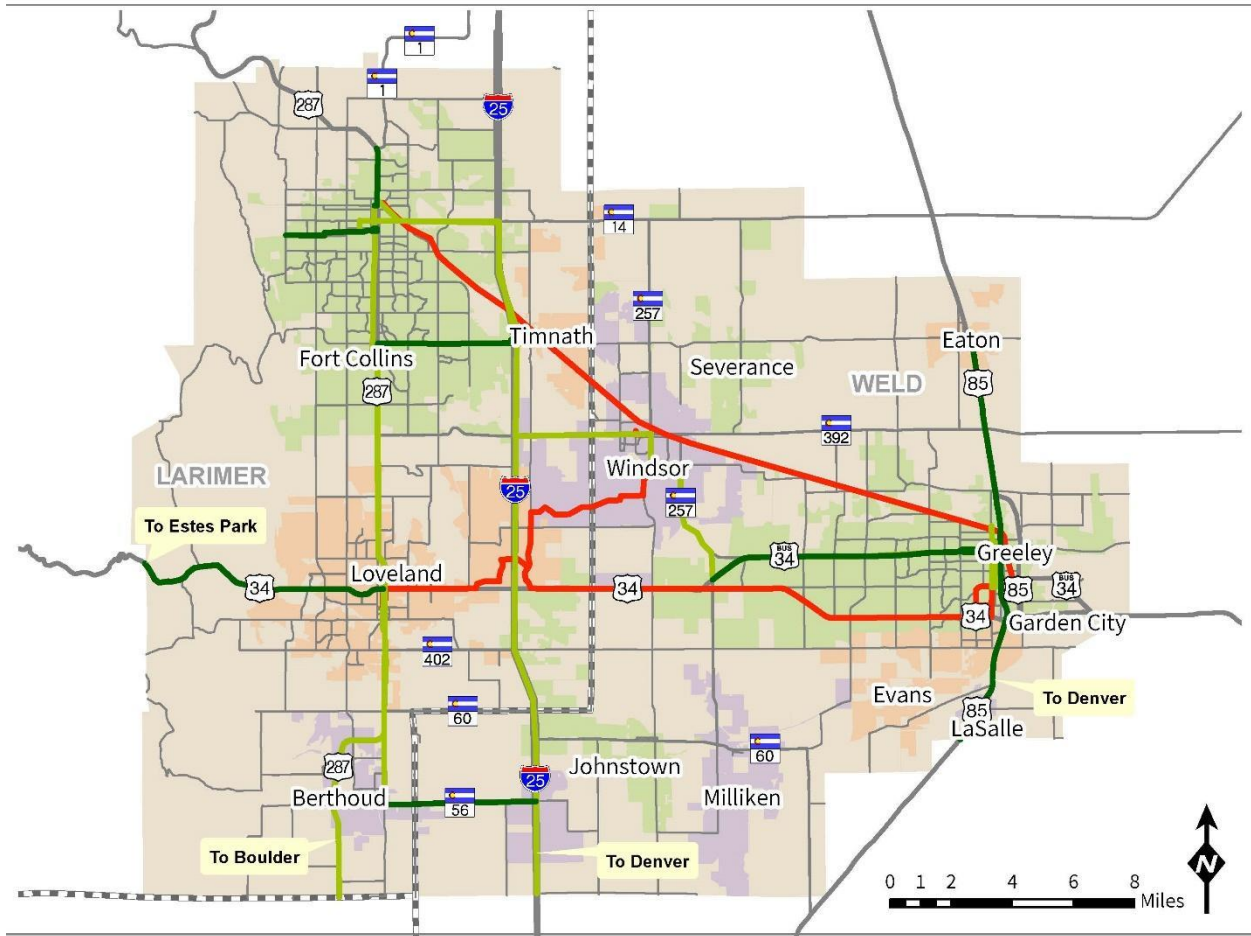 1
1
287
25
14
257
Timnath
Eaton
Fort Collins
Severance
287
85
WELD
392
LARIMER
Windsor
25
257
To Estes Park
BUS
34
Greeley
Loveland
34
34
85
BUS
34
34
Garden City
402
Evans
To Denver
60
85
LaSalle
60
287
Johnstown
25
Berthoud
56
Milliken
To Boulder
To Denver
N
0 1 2 4 6 8
Miles